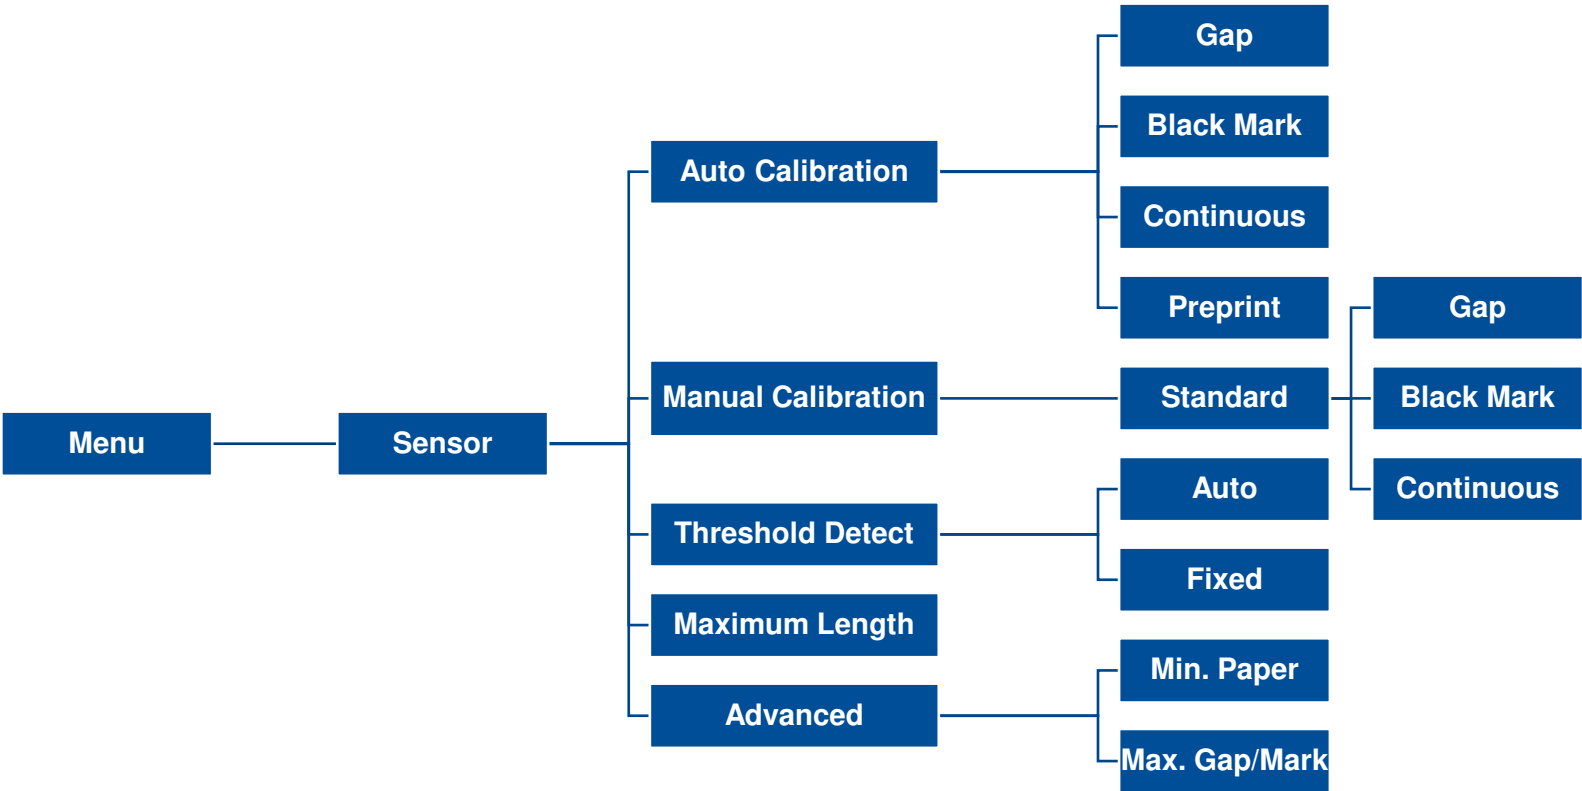 Menu
Sensor
Auto Calibration
Gap
Black Mark
Continuous
Preprint
Manual Calibration
Standard
Gap
Black Mark
Continuous
Threshold Detect
Auto
Fixed
Maximum Length
Advanced
Min. Paper
Max. Gap/Mark